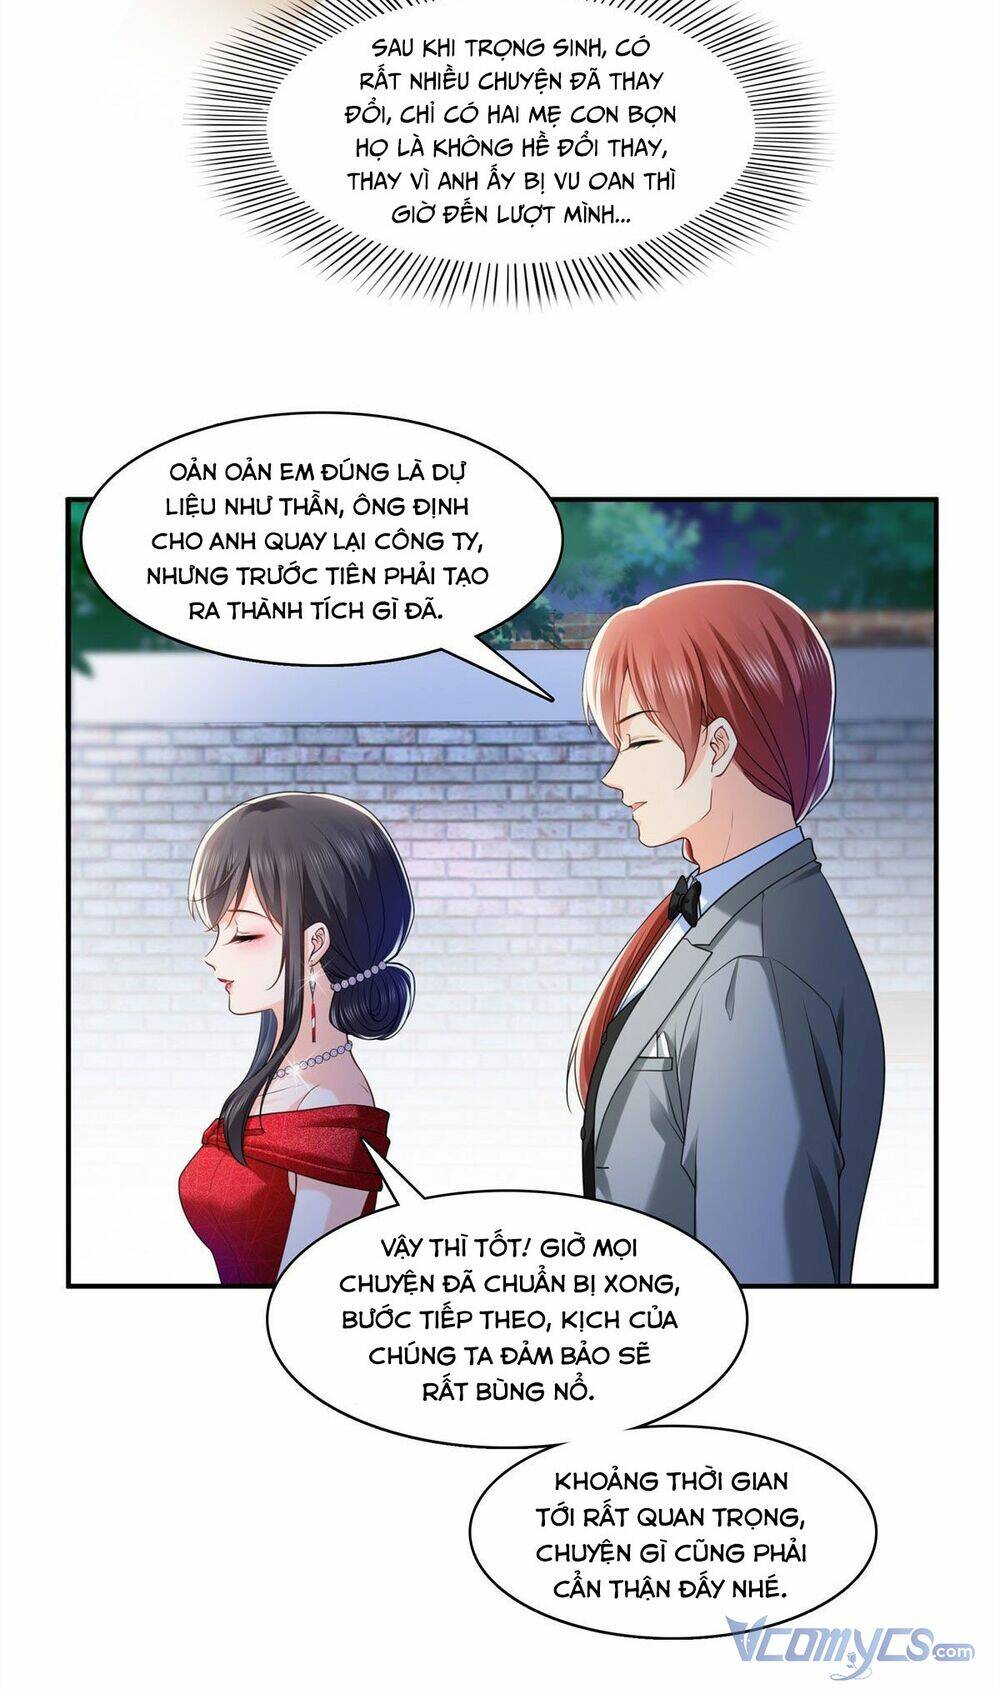 SAU KHI TRỌNG SINH, CÓ
RẤT NHIỀU CHUYỆN ĐÃ THAY
ĐỔI, CHỈ CÓ HAI MẸ CON BỌN
HỌ LÀ KHÔNG HỀ ĐỔI THAY,
THAY VÌ ANH ẤY BỊ VU OAN THÌ
GIỜ ĐẾN LƯỢT MÌNH...
OẢN OẢN EM ĐÚNG LÀ DỰ
LIỆU NHƯ THẦN, ÔNG ĐỊNH
CHO ANH QUAY LẠI CÔNG TY,
NHƯNG TRƯỚC TIÊN PHẢI TẠO
RA THÀNH TÍCH GÌ ĐÃ.
VẬY THÌ TỐT! GIỜ MỌI
CHUYỆN ĐÃ CHUẨN BỊ XONG,
BƯỚC TIẾP THEO, KỊCH CỦA
CHÚNG TA ĐẢM BẢO SẼ
RẤT BÙNG NỔ.
KHOẢNG THỜI GIAN
TỚI RẤT QUAN TRỌNG,
CHUYỆN GÌ CŨNG PHẢI
CẨN THẬN ĐẤY NHÉ.
VCOMYCS.com